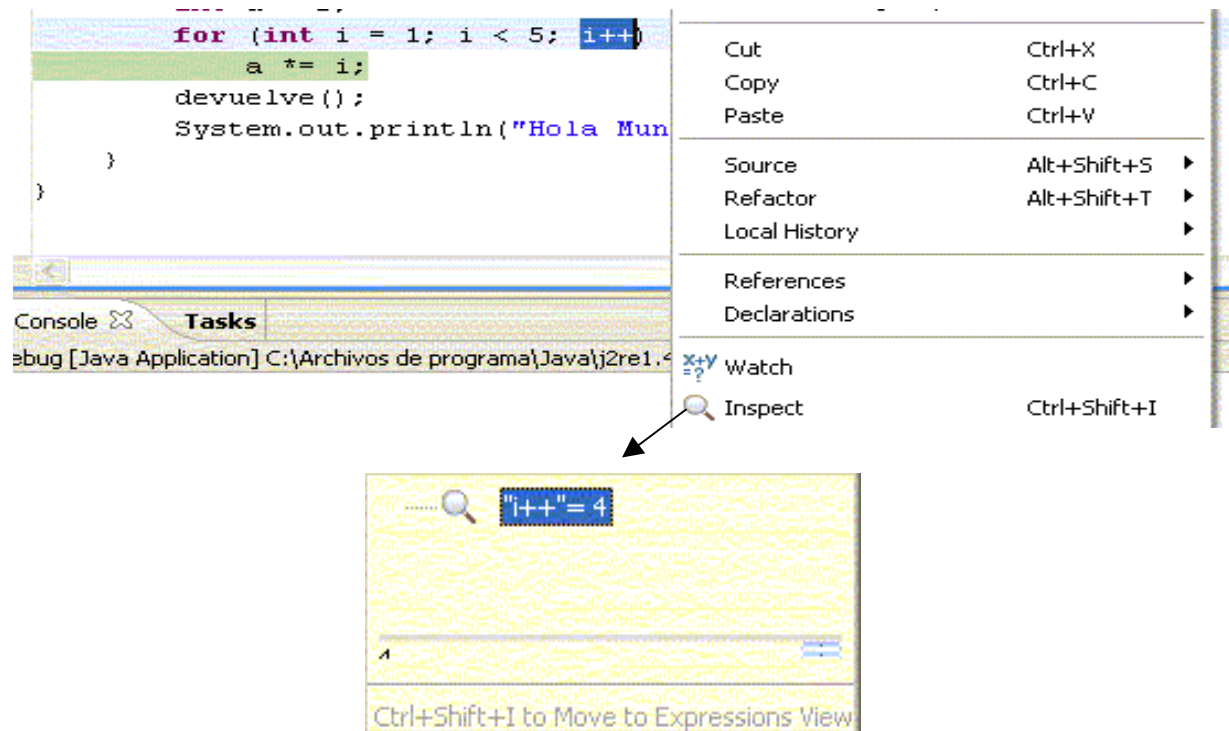 for (int i = 1; i < 5; i++)
a *= i;
devuelve();
System.out.println("Hola Mun
}
}
Console Tasks
ebug [Java Application] C:\Archivos de programa\Java\j2re1.4
Cut Ctrl+X
Copy Ctrl+C
Paste Ctrl+V
Source Alt+Shift+S
Refactor Alt+Shift+T
Local History
References
Declarations
x+y=? Watch
Inspect Ctrl+Shift+I
"i++"= 4
4
Ctrl+Shift+I to Move to Expressions View